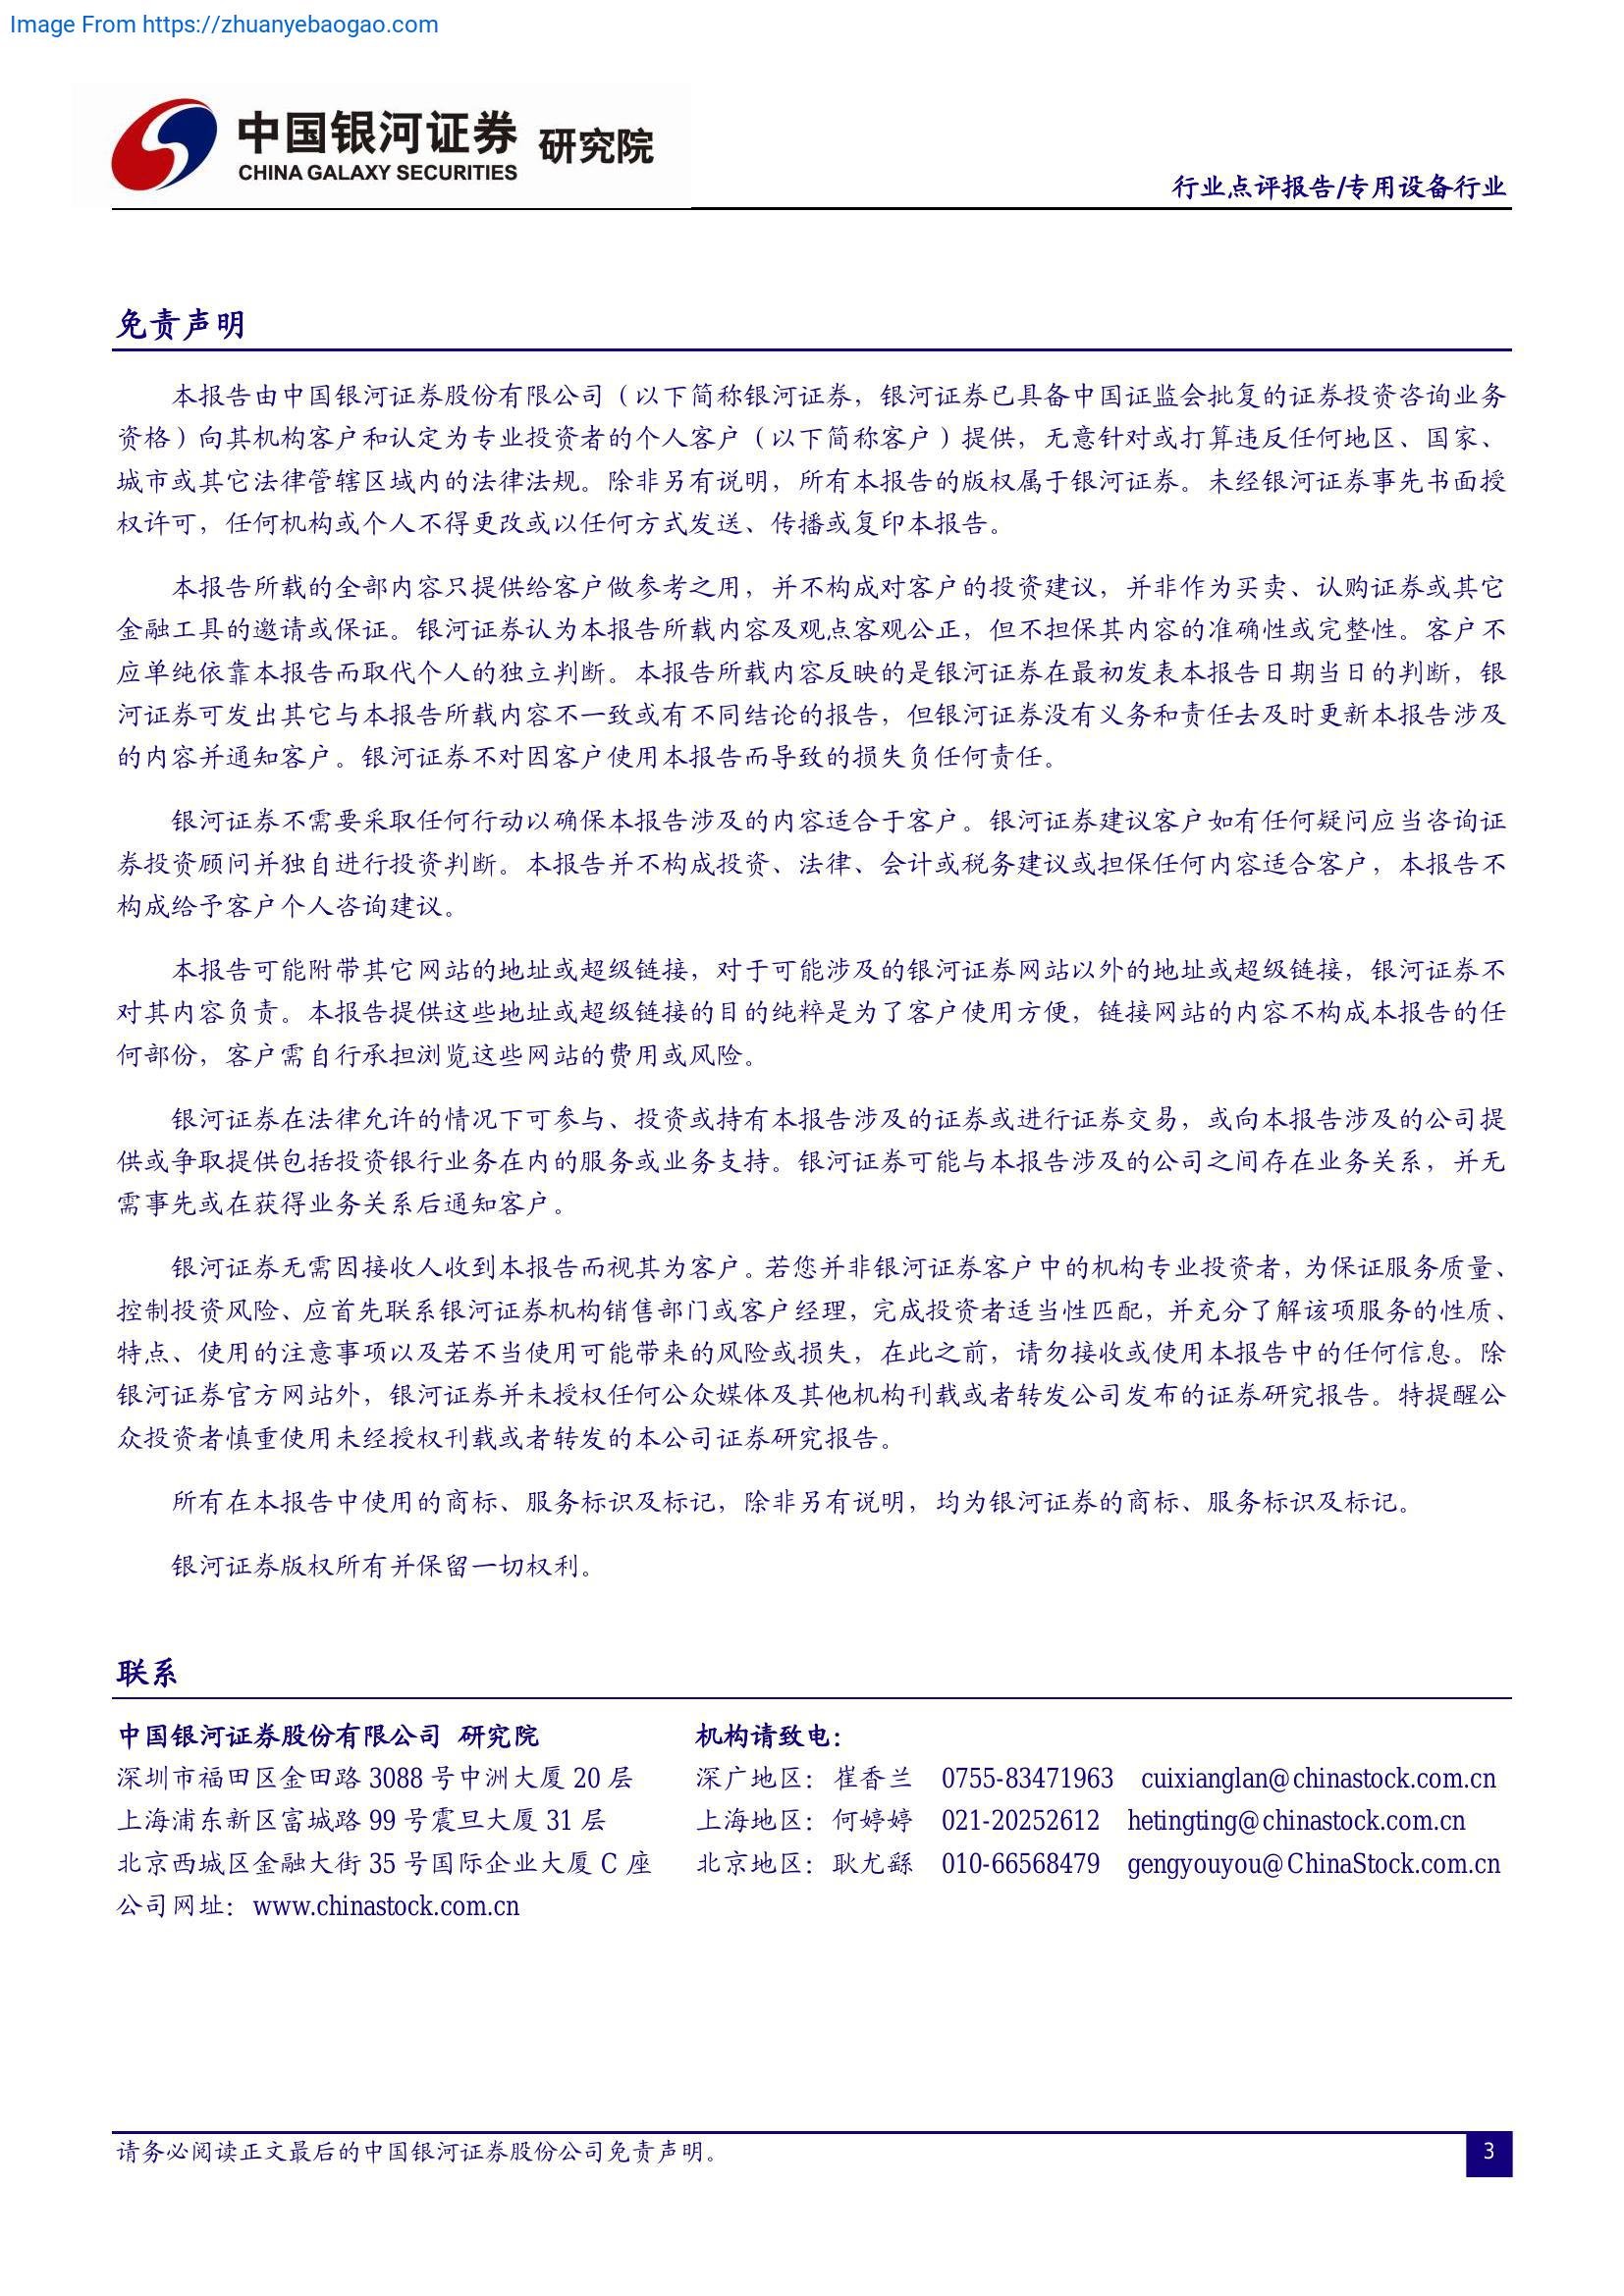 Image From https://zhuanyebaogao.com
中国银河证券 研究院
CHINA GALAXY SECURITIES
行业点评报告/专用设备行业
免责声明
本报告由中国银河证券股份有限公司（以下简称银河证券，银河证券已具备中国证监会批复的证券投资咨询业务
资格）向其机构客户和认定为专业投资者的个人客户（以下简称客户）提供，无意针对或打算违反任何地区、国家、
城市或其它法律管辖区域内的法律法规。除非另有说明，所有本报告的版权属于银河证券。未经银河证券事先书面授
权许可，任何机构或个人不得更改或以任何方式发送、传播或复印本报告。
本报告所载的全部内容只提供给客户做参考之用，并不构成对客户的投资建议，并非作为买卖、认购证券或其它
金融工具的邀请或保证。银河证券认为本报告所载内容及观点客观公正，但不担保其内容的准确性或完整性。客户不
应单纯依靠本报告而取代个人的独立判断。本报告所载内容反映的是银河证券在最初发表本报告日期当日的判断，银
河证券可发出其它与本报告所载内容不一致或有不同结论的报告，但银河证券没有义务和责任去及时更新本报告涉及
的内容并通知客户。银河证券不对因客户使用本报告而导致的损失负任何责任。
银河证券不需要采取任何行动以确保本报告涉及的内容适合于客户。银河证券建议客户如有任何疑问应当咨询证
券投资顾问并独自进行投资判断。本报告并不构成投资、法律、会计或税务建议或担保任何内容适合客户，本报告不
构成给予客户个人咨询建议。
本报告可能附带其它网站的地址或超级链接，对于可能涉及的银河证券网站以外的地址或超级链接，银河证券不
对其内容负责。本报告提供这些地址或超级链接的目的纯粹是为了客户使用方便，链接网站的内容不构成本报告的任
何部份，客户需自行承担浏览这些网站的费用或风险。
银河证券在法律允许的情况下可参与、投资或持有本报告涉及的证券或进行证券交易，或向本报告涉及的公司提
供或争取提供包括投资银行业务在内的服务或业务支持。银河证券可能与本报告涉及的公司之间存在业务关系，并无
需事先或在获得业务关系后通知客户。
银河证券无需因接收人收到本报告而视其为客户。若您并非银河证券客户中的机构专业投资者，为保证服务质量、
控制投资风险、应首先联系银河证券机构销售部门或客户经理，完成投资者适当性匹配，并充分了解该项服务的性质、
特点、使用的注意事项以及若不当使用可能带来的风险或损失，在此之前，请勿接收或使用本报告中的任何信息。除
银河证券官方网站外，银河证券并未授权任何公众媒体及其他机构刊载或者转发公司发布的证券研究报告。特提醒公
众投资者慎重使用未经授权刊载或者转发的本公司证券研究报告。
所有在本报告中使用的商标、服务标识及标记，除非另有说明，均为银河证券的商标、服务标识及标记。
银河证券版权所有并保留一切权利。
联系
中国银河证券股份有限公司 研究院 机构请致电：
深圳市福田区金田路 3088 号中洲大厦 20 层 深广地区：崔香兰 0755-83471963 cuixianglan@chinastock.com.cn
上海浦东新区富城路 99 号震旦大厦 31 层 上海地区：何婷婷 021-20252612 hetingting@chinastock.com.cn
北京西城区金融大街 35 号国际企业大厦 C 座 北京地区：耿尤繇 010-66568479 gengyouyou@ChinaStock.com.cn
公司网址：www.chinastock.com.cn
请务必阅读正文最后的中国银河证券股份公司免责声明。 3